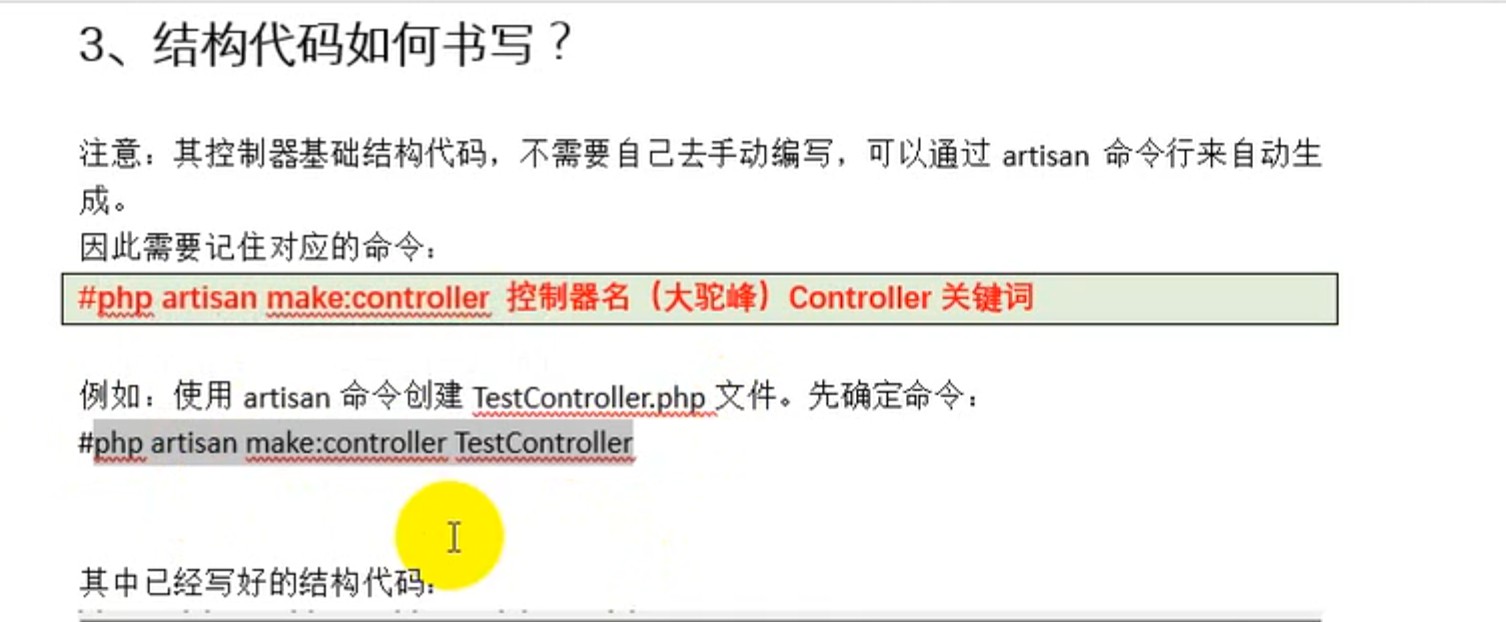 3、结构代码如何书写？
注意：其控制器基础结构代码，不需要自己去手动编写，可以通过 artisan 命令行来自动生
成。
因此需要记住对应的命令：
#php artisan make:controller 控制器名（大驼峰）Controller 关键词
例如：使用 artisan 命令创建 TestController.php 文件。先确定命令：
#php artisan make:controller TestController
其中已经写好的结构代码：